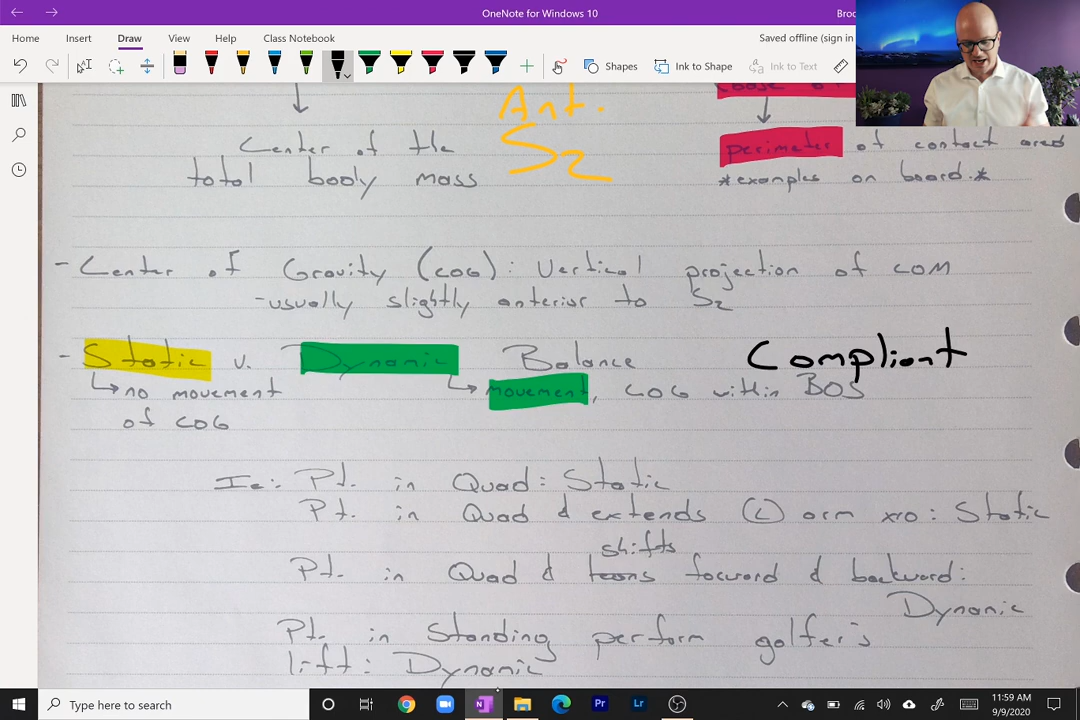 OneNote for Windows 10
Broo
Home Insert Draw View Help Class Notebook
Saved offline (sign in
Shapes Ink to Shape Ink to Text
Ant.
Center of the
S2
perimeter of contact area
total body mass
*examples on board.*
- Center of Gravity (COG): Vertical projection of COM
-usually slightly anterior to S2
- Static v. Dynamic Balance
Compliant
no movement
movement, COG within BOS
of COG
Ie: Pt. in Quad: Static
Pt. in Quad & extends (L) arm x10: Static
shifts
Pt. in Quad & forward & backward:
Dynamic
Pt. in Standing perform golfer's
lift: Dynamic
Type here to search
Pr
Lr
11:59 AM
9/9/2020